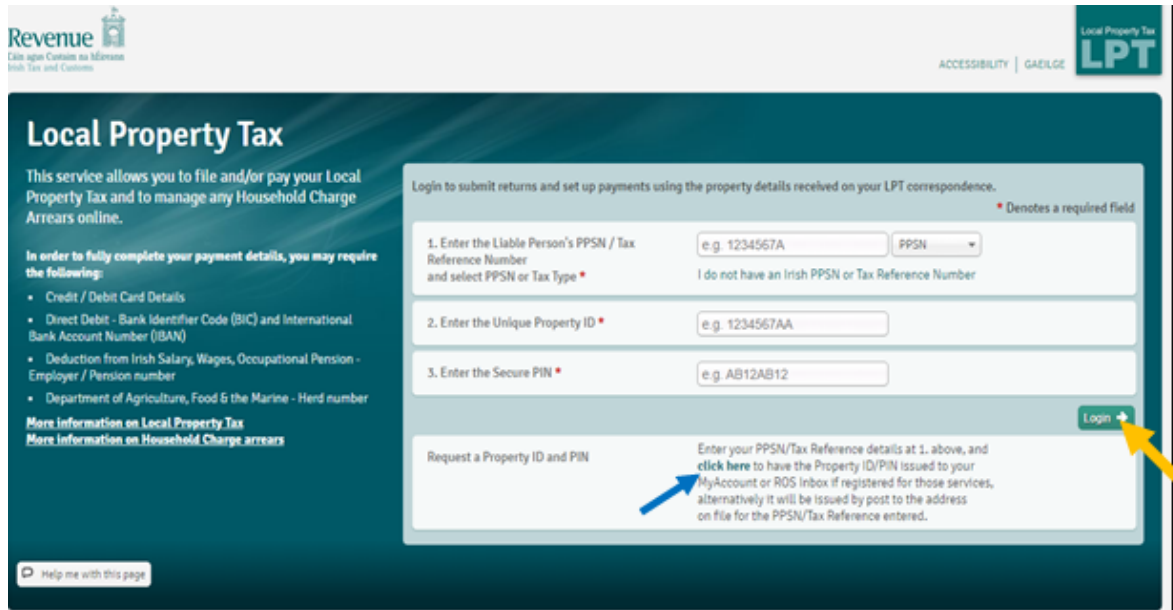 Revenue
Cáin agus Custaim na hÉireann
Irish Tax and Customs
ACCESSIBILITY | GAEILGE
Local Property Tax
LPT
Local Property Tax
This service allows you to file and/or pay your Local
Property Tax and to manage any Household Charge
Arrears online.
In order to fully complete your payment details, you may require
the following:
• Credit / Debit Card Details
• Direct Debit - Bank Identifier Code (BIC) and International
Bank Account Number (IBAN)
• Deduction from Irish Salary, Wages, Occupational Pension -
Employer / Pension number
• Department of Agriculture, Food & the Marine - Herd number
More information on Local Property Tax
More information on Household Charge arrears
Login to submit returns and set up payments using the property details received on your LPT correspondence.
* Denotes a required field
1. Enter the Liable Person's PPSN / Tax
Reference Number
and select PPSN or Tax Type *
e.g. 1234567A
PPSN
I do not have an Irish PPSN or Tax Reference Number
2. Enter the Unique Property ID *
e.g. 1234567AA
3. Enter the Secure PIN *
e.g. AB12AB12
Login
Request a Property ID and PIN
Enter your PPSN/Tax Reference details at 1. above, and
click here to have the Property ID/PIN issued to your
MyAccount or ROS Inbox if registered for those services,
alternatively it will be issued by post to the address
on file for the PPSN/Tax Reference entered.
Help me with this page